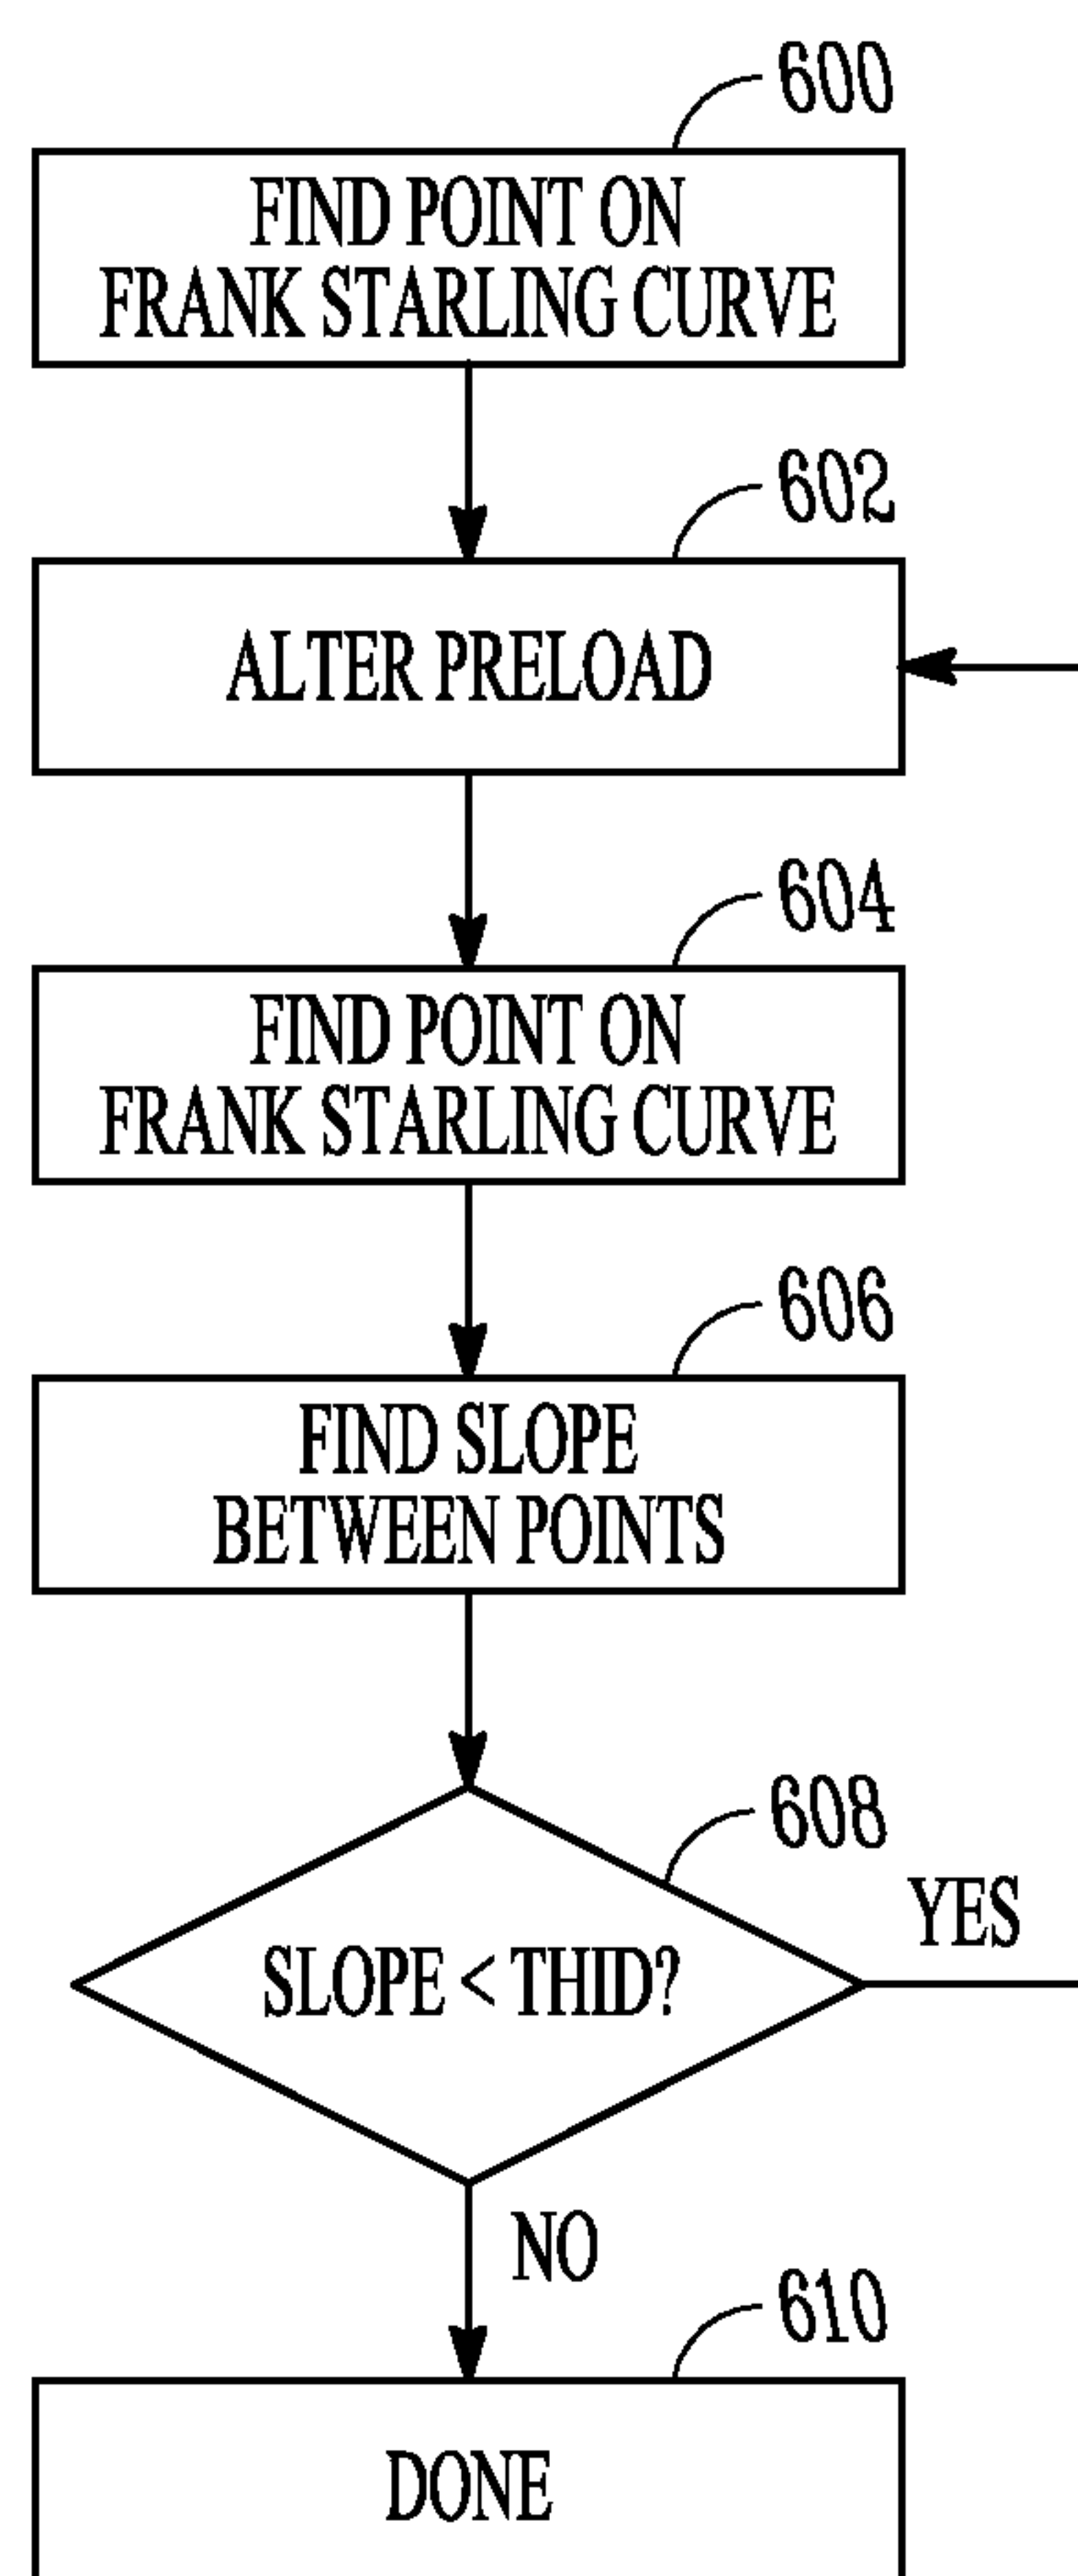 600
FIND POINT ON
FRANK STARLING CURVE
602
ALTER PRELOAD
604
FIND POINT ON
FRANK STARLING CURVE
606
FIND SLOPE
BETWEEN POINTS
608
YES
SLOPE < THID?
NO
610
DONE